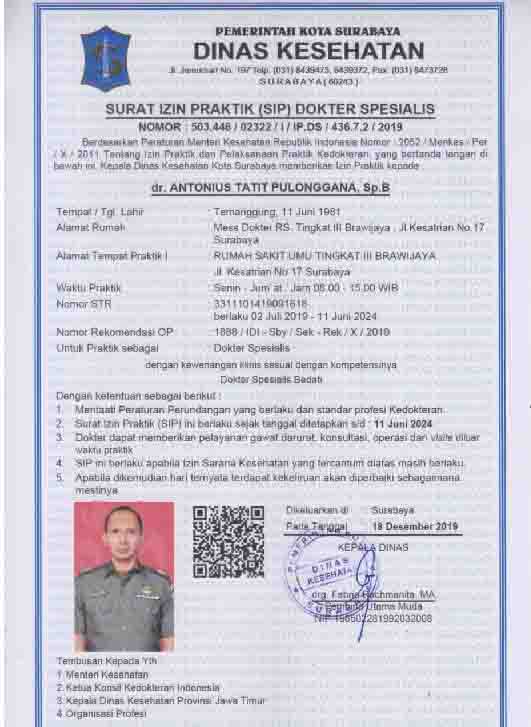 PEMERINTAH KOTA SURABAYA
DINAS KESEHATAN
Jl. Jemursari No. 197 Telp. (031) 8439473, 8439372, Fax. (031) 8473728
SURABAYA ( 60243 )
SURAT IZIN PRAKTIK (SIP) DOKTER SPESIALIS
NOMOR : 503.446 / 02322 / I / IP.DS / 436.7.2 / 2019
Berdasarkan Peraturan Menteri Kesehatan Republik Indonesia Nomor : 2052 / Menkes / Per
/ X / 2011 Tentang Izin Praktik dan Pelaksanaan Praktik Kedokteran, yang bertanda tangan di
bawah ini, Kepala Dinas Kesehatan Kota Surabaya memberikan Izin Praktik kepada :
dr. ANTONIUS TATIT PULONGGANA, Sp.B
Tempat / Tgl. Lahir : Temanggung, 11 Juni 1961
Alamat Rumah : Mess Dokter RS. Tingkat III Brawijaya , Jl Kesatrian No.17
Surabaya
Alamat Tempat Praktik I : RUMAH SAKIT UMU TINGKAT III BRAWIJAYA
Jl. Kesatrian No 17 Surabaya
Waktu Praktik : Senin - Jum at : Jam 08.00 - 15.00 WIB
Nomor STR : 3311101419091618
berlaku 02 Juli 2019 - 11 Juni 2024
Nomor Rekomendasi OP : 1888 / IDI - Sby / Sek - Rek / X / 2019
Untuk Praktik sebagai : Dokter Spesialis
dengan kewenangan klinis sesuai dengan kompetensinya
Dokter Spesialis Bedah
Dengan ketentuan sebagai berikut :
1. Mentaati Peraturan Perundangan yang berlaku dan standar profesi Kedokteran.
2. Surat Izin Praktik (SIP) ini berlaku sejak tanggal ditetapkan s/d : 11 Juni 2024
3. Dokter dapat memberikan pelayanan gawat darurat, konsultasi, operasi dan visite diluar
waktu praktik
4. SIP ini berlaku apabila Izin Sarana Kesehatan yang tercantum diatas masih berlaku.
5. Apabila dikemudian hari ternyata terdapat kekeliruan akan diperbaiki sebagamana
mestinya
Dikeluarkan di : Surabaya
Pada Tanggal : 18 Desember 2019
KEPALA DINAS
DINAS
KESEHATAN
drg. Febria Rachmanita, MA
Pembina Utama Muda
NIP 196502281992032008
Tembusan Kepada Yth :
1.Menteri Kesehatan
2.Ketua Konsil Kedokteran Indonesia
3.Kepala Dinas Kesehatan Provinsi Jawa Timur
4.Organisasi Profesi